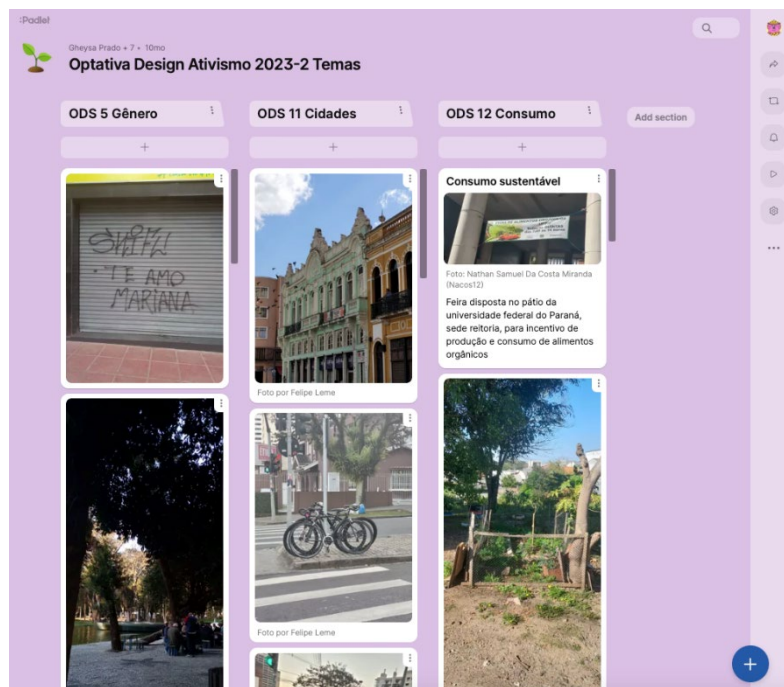 :Padlet
Gheysa Prado + 7 • 10mo
Optativa Design Ativismo 2023-2 Temas
ODS 5 Gênero
ODS 11 Cidades
ODS 12 Consumo
Add section
TE AMO
MARIANA
Foto por Felipe Leme
Foto por Felipe Leme
Consumo sustentável
Foto: Nathan Samuel Da Costa Miranda
(Nacos12)
Feira disposta no pátio da
universidade federal do Paraná,
sede reitoria, para incentivo de
produção e consumo de alimentos
orgânicos